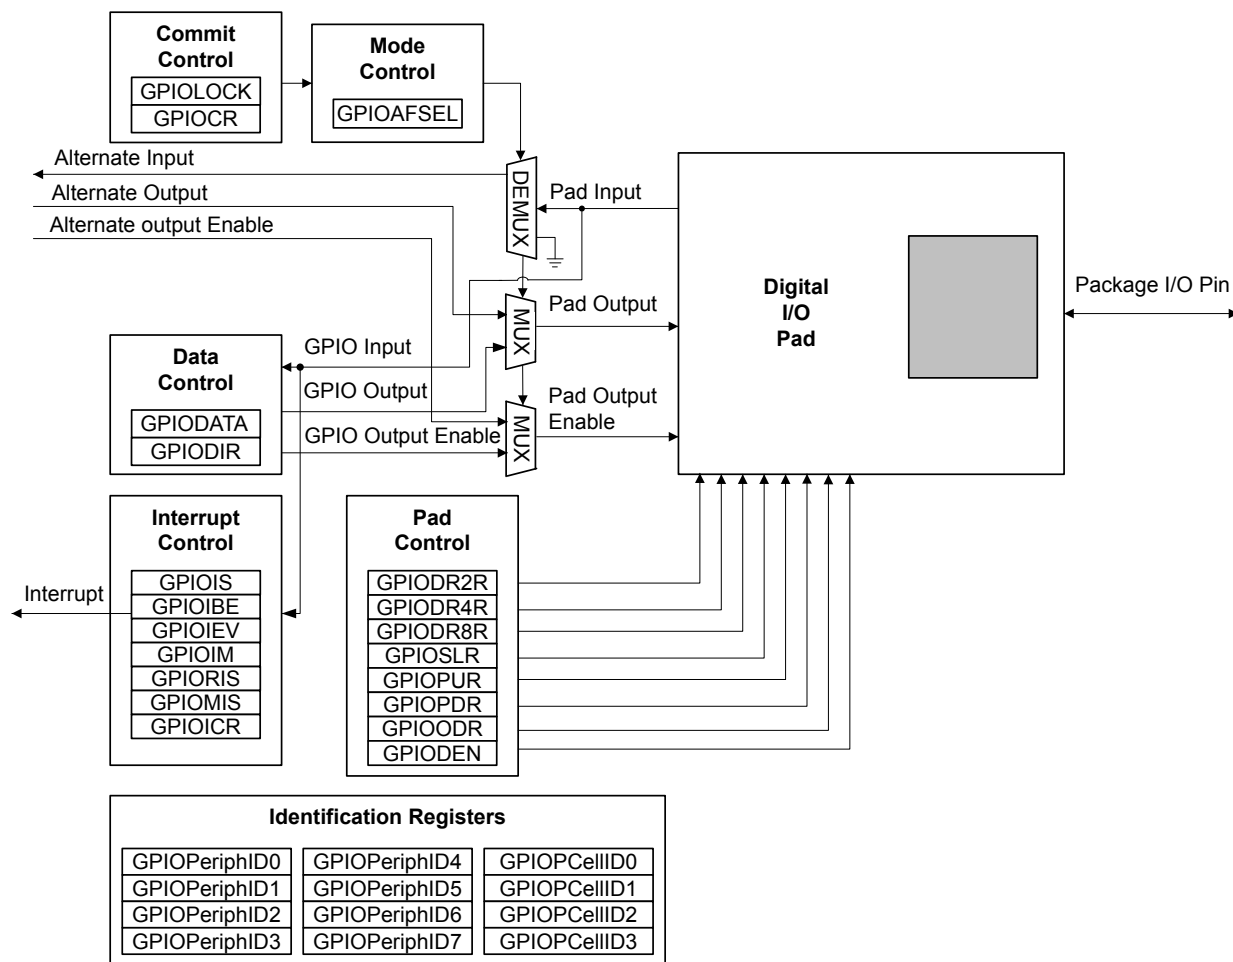 Commit
Control
GPIOLOCK
GPIOCR
Mode
Control
GPIOAFSEL
Alternate Input
Alternate Output
Alternate output Enable
DEMUX
Pad Input
MUX
Pad Output
MUX
Pad Output
Enable
Digital
I/O
Pad
Package I/O Pin
Data
Control
GPIODATA
GPIODIR
GPIO Input
GPIO Output
GPIO Output Enable
Interrupt
Control
GPIOIS
GPIOIBE
GPIOIEV
GPIOIM
GPIORIS
GPIOMIS
GPIOICR
Interrupt
Pad
Control
GPIODR2R
GPIODR4R
GPIODR8R
GPIOSLR
GPIOPUR
GPIOPDR
GPIOODR
GPIODEN
Identification Registers
GPIOPeriphID0
GPIOPeriphID1
GPIOPeriphID2
GPIOPeriphID3
GPIOPeriphID4
GPIOPeriphID5
GPIOPeriphID6
GPIOPeriphID7
GPIOPCellID0
GPIOPCellID1
GPIOPCellID2
GPIOPCellID3